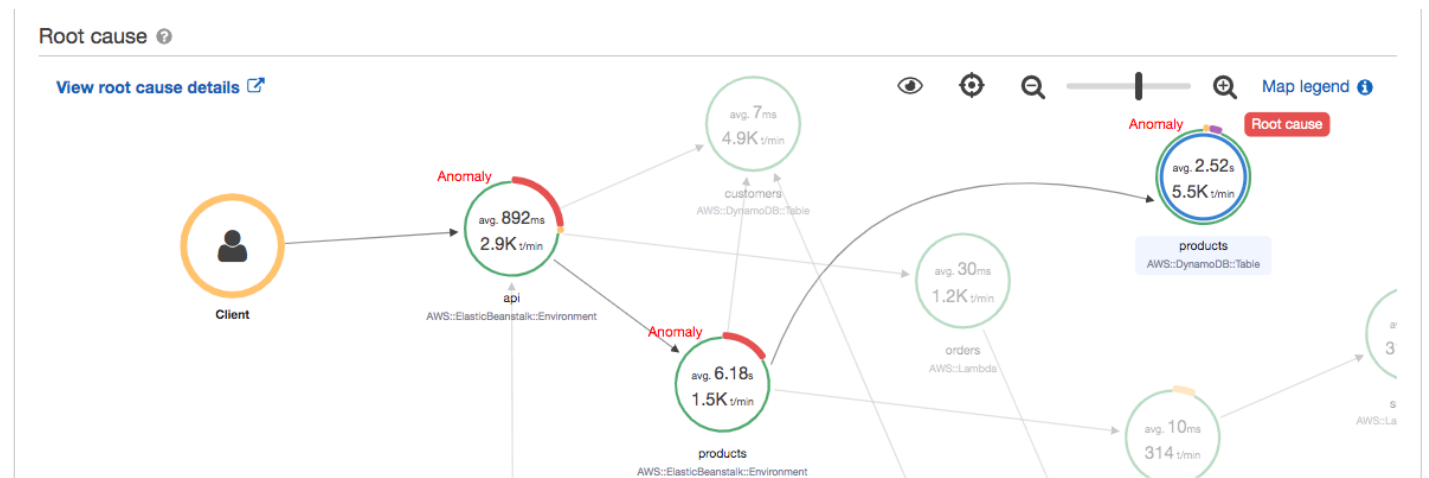 Root cause
View root cause details
Map legend
avg. 7ms
4.9K t/min
customers
AWS::DynamoDB::Table
Anomaly
Root cause
avg. 2.52s
5.5K t/min
products
AWS::DynamoDB::Table
Anomaly
avg. 892ms
2.9K t/min
api
AWS::ElasticBeanstalk::Environment
Client
avg. 30ms
1.2K t/min
orders
AWS::Lambda
Anomaly
avg. 6.18s
1.5K t/min
products
AWS::ElasticBeanstalk::Environment
avg. 10ms
314 t/min